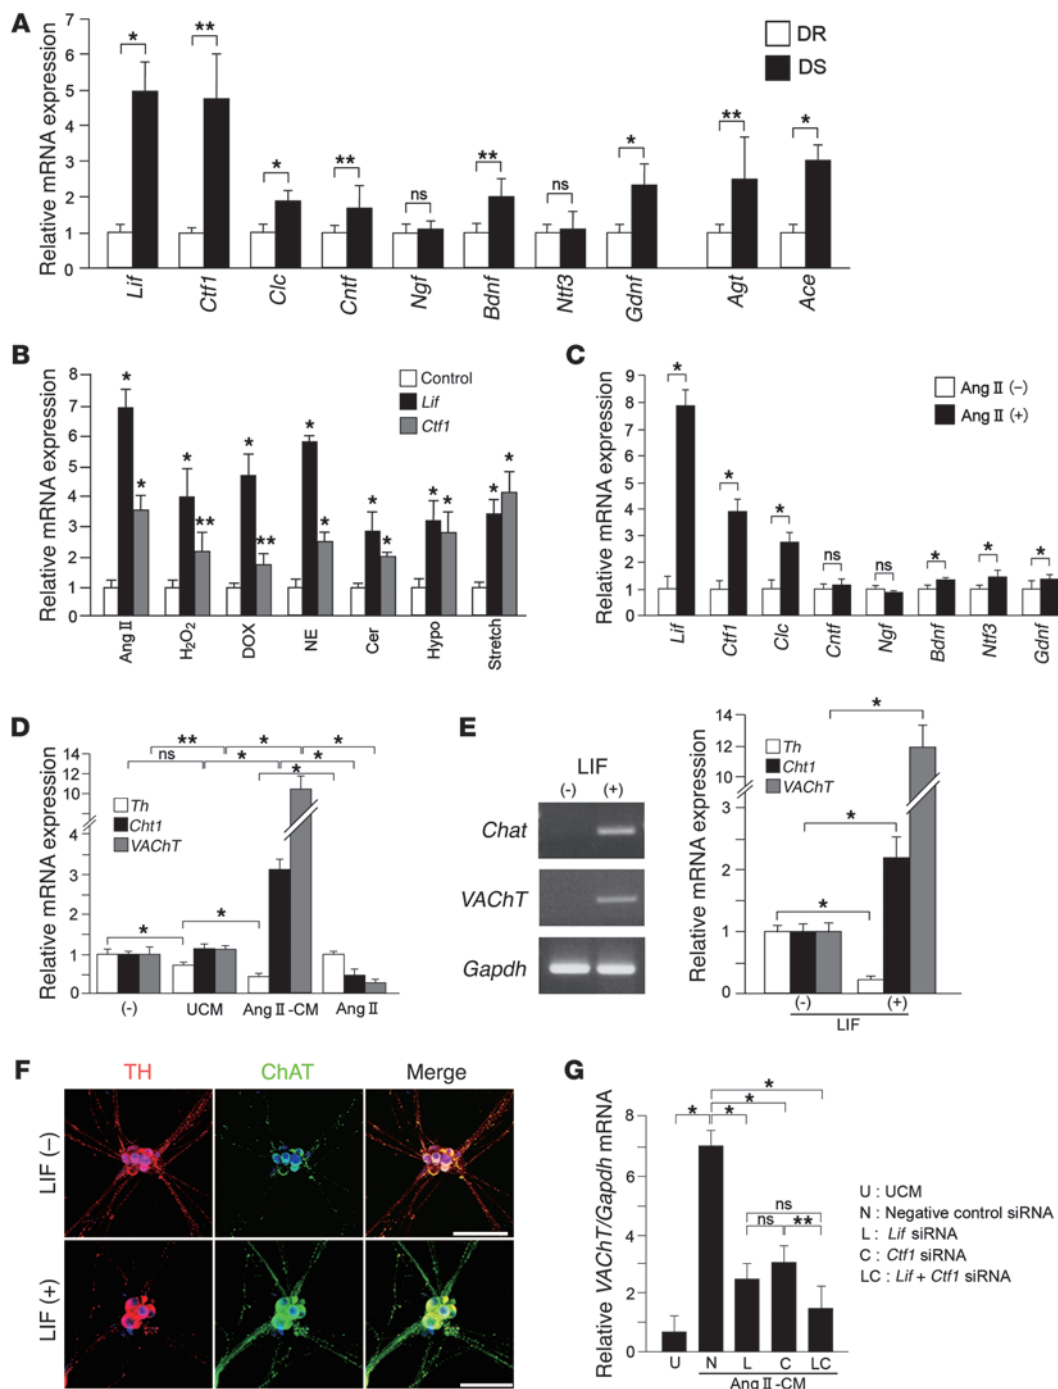 A
Relative mRNA expression
7
6
5
4
3
2
1
0
* ** * ** ns ** ns * ** *
DR
DS
Lif Ctf1 Clc Cntf Ngf Bdnf Ntf3 Gdnf Agt Ace
B
Relative mRNA expression
8
7
6
5
4
3
2
1
0
Control
Lif
Ctf1
* * * ** * ** * * * * * * * *
Ang II H2O2 DOX NE Cer Hypo Stretch
C
Relative mRNA expression
9
8
7
6
5
4
3
2
1
0
Ang II (-)
Ang II (+)
* * * ns ns * * *
Lif Ctf1 Clc Cntf Ngf Bdnf Ntf3 Gdnf
D
Relative mRNA expression
14
12
10
4
3
2
1
0
** * *
ns * *
*
* *
Th
Cht1
VAChT
(-) UCM Ang II-CM Ang II
E
LIF
(-) (+)
Chat
VAChT
Gapdh
Relative mRNA expression
14
12
10
3
2
1
0
*
*
*
Th
Cht1
VAChT
(-) (+)
LIF
F
TH ChAT Merge
LIF (−)
LIF (+)
G
Relative VAChT/Gapdh mRNA
8
6
4
2
0
*
*
* *
ns
ns **
U N L C LC
Ang II-CM
U : UCM
N : Negative control siRNA
L : Lif siRNA
C : Ctf1 siRNA
LC : Lif + Ctf1 siRNA